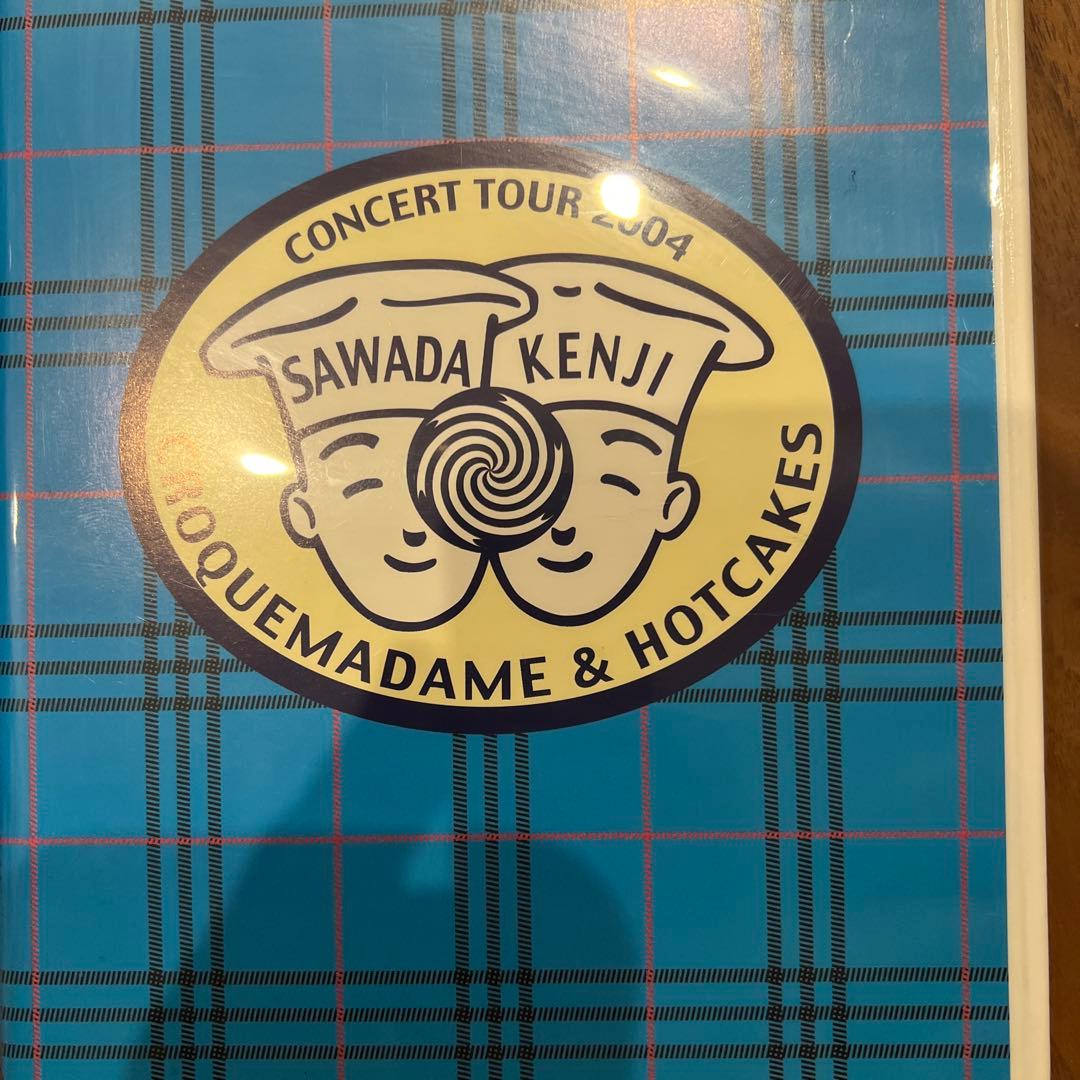 CONCERT TOUR 2004
SAWADA KENJI
CROQUEMADAME & HOTCAKES